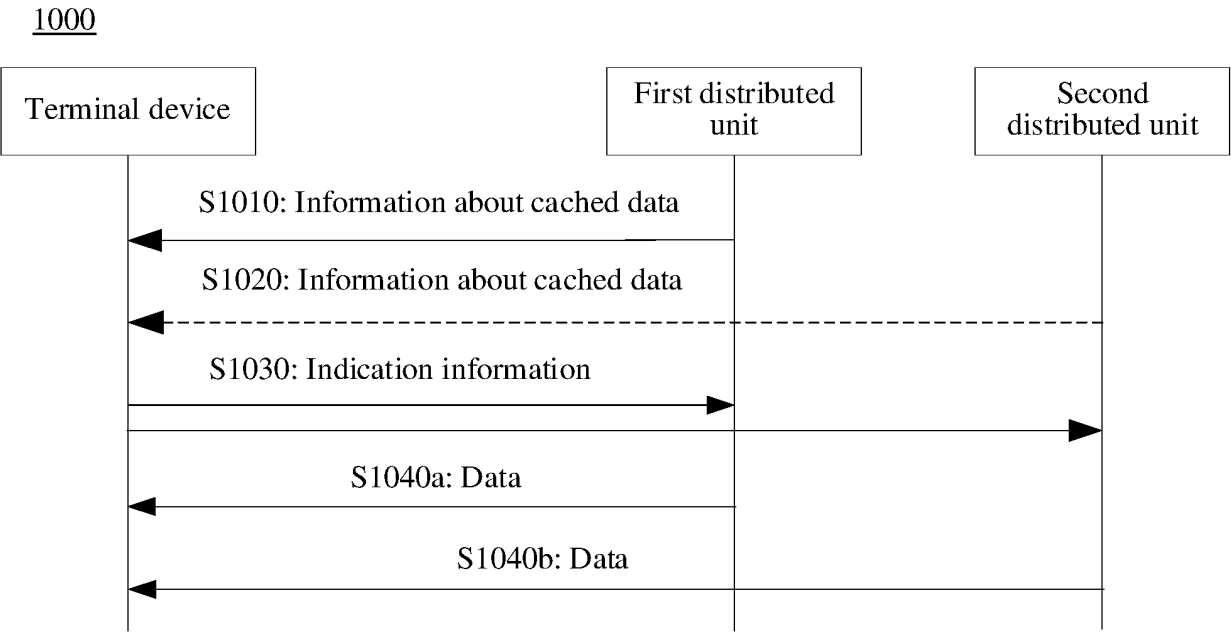 1000
Terminal device
First distributed
unit
Second
distributed unit
S1010: Information about cached data
S1020: Information about cached data
S1030: Indication information
S1040a: Data
S1040b: Data